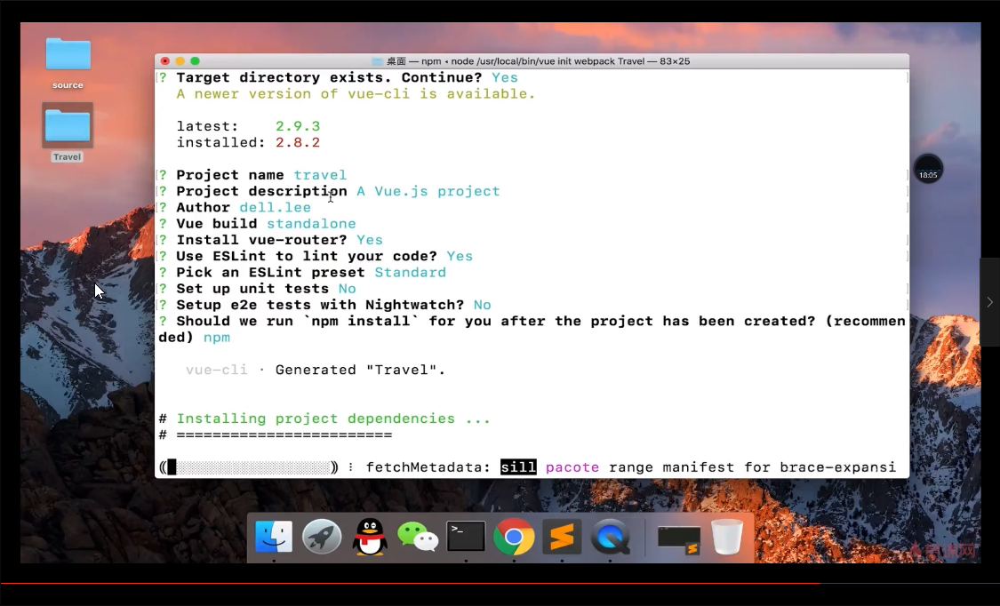 source
Travel
桌面 — npm • node /usr/local/bin/vue init webpack Travel — 83×25
? Target directory exists. Continue? Yes
A newer version of vue-cli is available.
latest: 2.9.3
installed: 2.8.2
? Project name travel
? Project description A Vue.js project
? Author dell.lee
? Vue build standalone
? Install vue-router? Yes
? Use ESLint to lint your code? Yes
? Pick an ESLint preset Standard
? Set up unit tests No
? Setup e2e tests with Nightwatch? No
? Should we run `npm install` for you after the project has been created? (recommen
ded) npm
vue-cli · Generated "Travel".
# Installing project dependencies ...
# ========================
fetchMetadata: sill pacote range manifest for brace-expansi
18:05